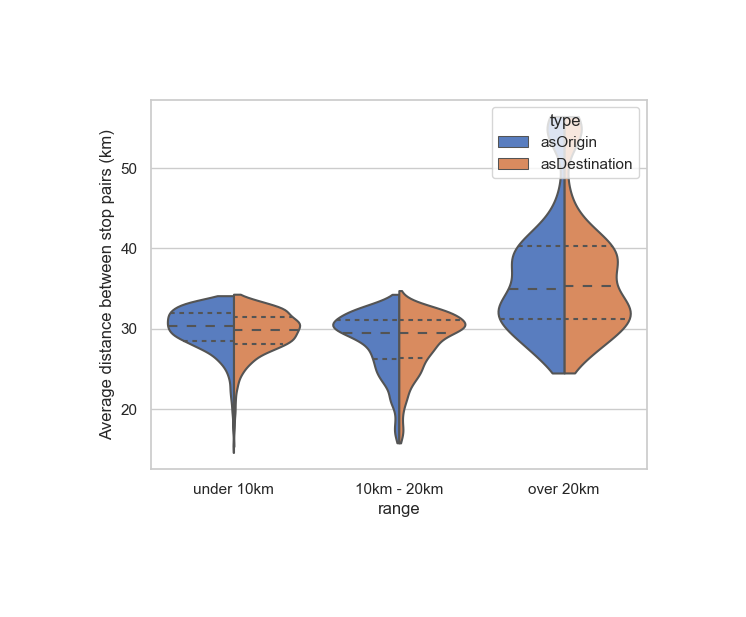 type
asOrigin
asDestination
50
40
30
20
Average distance between stop pairs (km)
under 10km
10km - 20km
over 20km
range